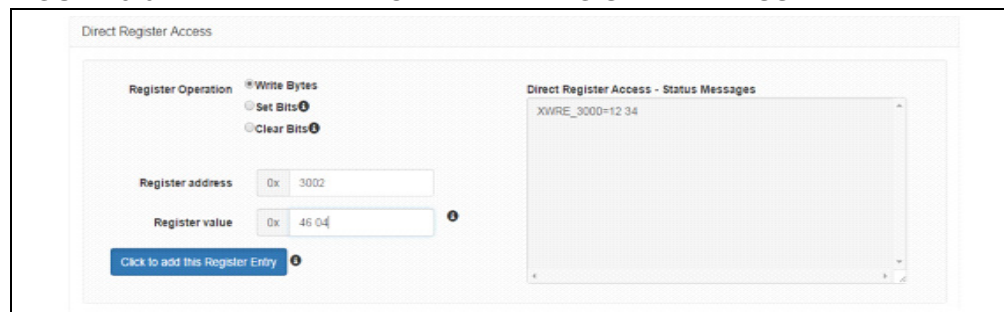 Direct Register Access
Register Operation
Write Bytes
Set Bits
Clear Bits
Register address 0x 3002
Register value 0x 46 04
Click to add this Register Entry
Direct Register Access - Status Messages
XWRE_3000=12 34